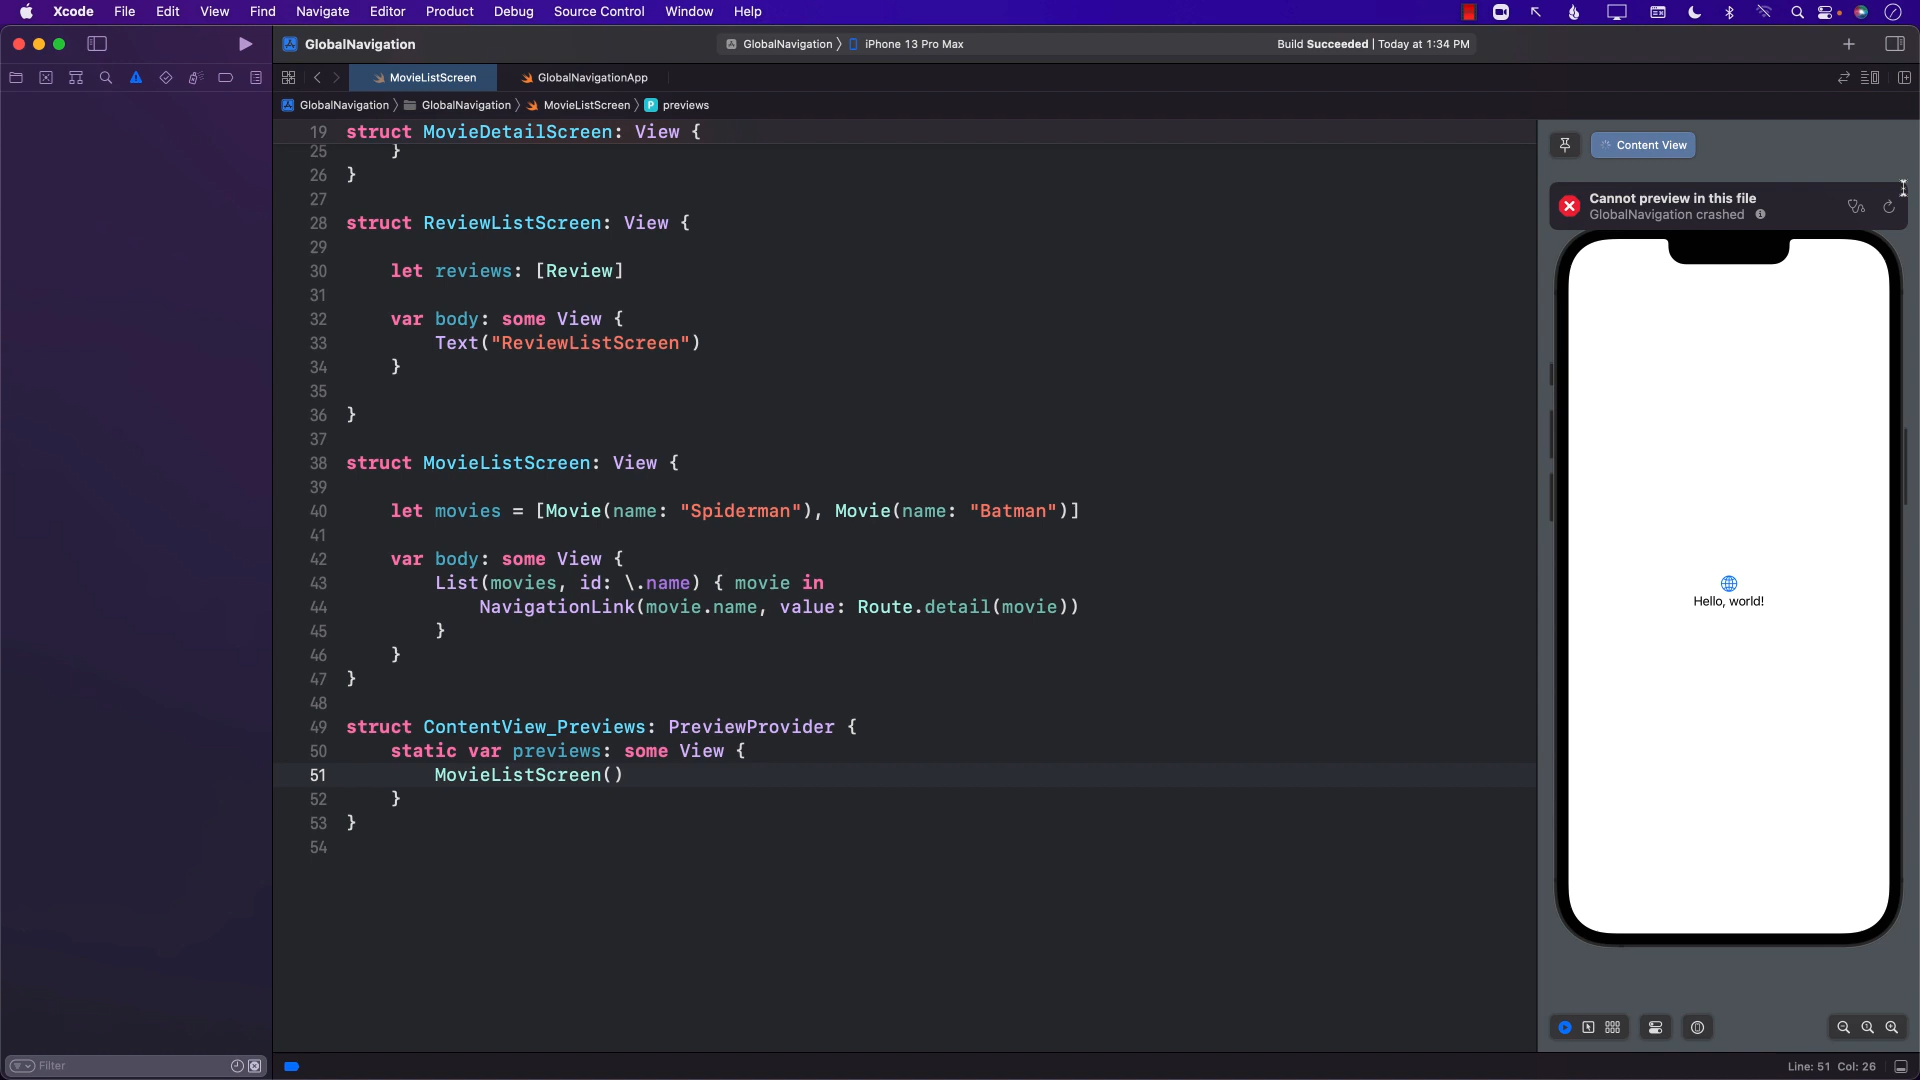 Xcode File Edit View Find Navigate Editor Product Debug Source Control Window Help
GlobalNavigation
GlobalNavigation iPhone 13 Pro Max
Build Succeeded | Today at 1:34 PM
MovieListScreen
GlobalNavigationApp
GlobalNavigation GlobalNavigation MovieListScreen P previews
19 struct MovieDetailScreen: View {
25 }
26 }
27
28 struct ReviewListScreen: View {
29
30 let reviews: [Review]
31
32 var body: some View {
33 Text("ReviewListScreen")
34 }
35
36 }
37
38 struct MovieListScreen: View {
39
40 let movies = [Movie(name: "Spiderman"), Movie(name: "Batman")]
41
42 var body: some View {
43 List(movies, id: \.name) { movie in
44 NavigationLink(movie.name, value: Route.detail(movie))
45 }
46 }
47 }
48
49 struct ContentView_Previews: PreviewProvider {
50 static var previews: some View {
51 MovieListScreen()
52 }
53 }
54
Content View
Cannot preview in this file
GlobalNavigation crashed
Hello, world!
Filter
Line: 51 Col: 26